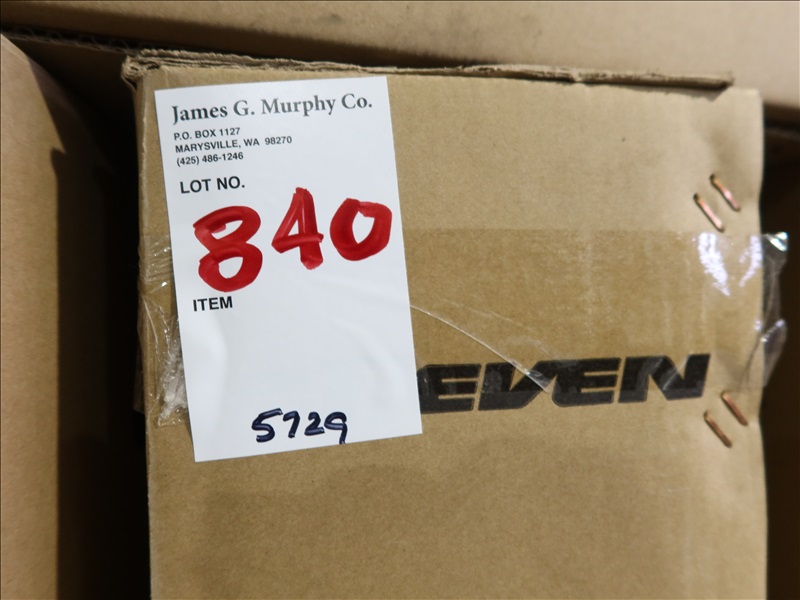 James G. Murphy Co.
P.O. BOX 1127
MARYSVILLE, WA 98270
(425) 486-1246
LOT NO.
840
ITEM
5729
EVEN